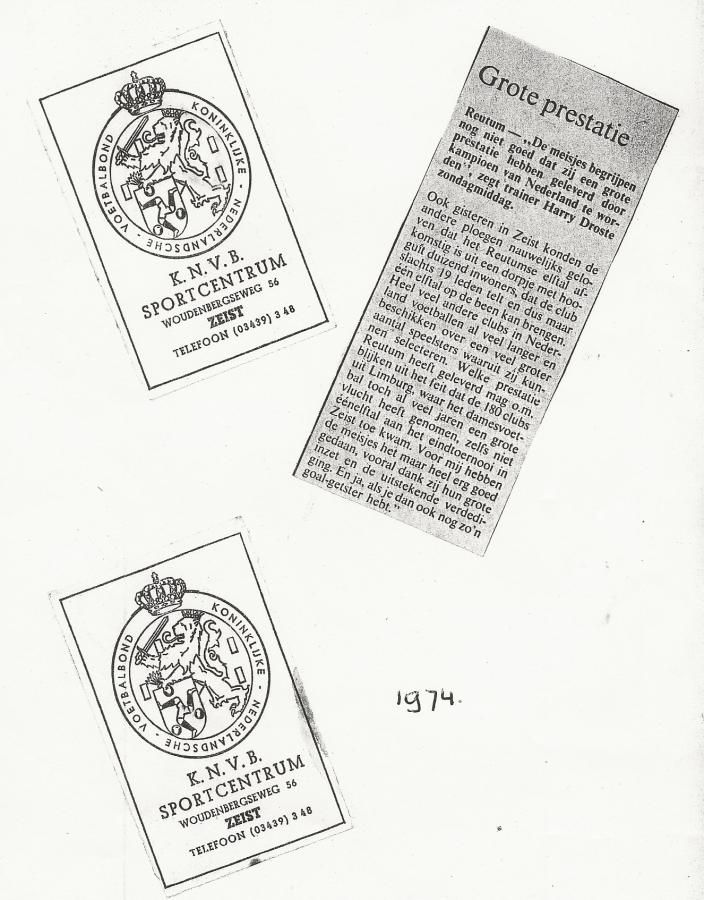 KONINKLIJKE - NEDERLANDSCHE - VOETBALBOND
K.N.V.B.
SPORTCENTRUM
WOUDENBERGSEWEG 56
ZEIST
TELEFOON (03439) 3 48
Grote prestatie
Reutum — „De meisjes begrijpen
nog niet goed dat zij een grote
prestatie hebben geleverd door
kampioen van Nederland te wor-
den”, zegt trainer Harry Droste
zondagmiddag.
Ook gisteren in Zeist konden de
andere ploegen nauwelijks gelo-
ven dat het Reutumse elftal af-
komstig is uit een dorpje met hoo-
guit duizend inwoners, dat de club
slechts 19 leden telt en dus maar
één elftal op de been kan brengen.
Heel veel andere clubs in Neder-
land voetballen al veel langer en
beschikken over een veel groter
aantal speelsters waaruit zij kun-
nen selecteren. Welke prestatie
Reutum heeft geleverd mag o.m.
blijken uit het feit dat de 180 clubs
uit Limburg, waar het damesvoet-
bal toch al veel jaren een grote
vlucht heeft genomen, zelfs niet
éénelftal aan het eindtoernooi in
Zeist toe kwam. Voor mij hebben
de meisjes het maar heel erg goed
gedaan, vooral dank zij hun grote
inzet en de uitstekende verdedi-
ging. En ja, als je dan ook nog zo'n
goal-getster hebt.”
KONINKLIJKE - NEDERLANDSCHE - VOETBALBOND
K.N.V.B.
SPORTCENTRUM
WOUDENBERGSEWEG 56
ZEIST
TELEFOON (03439) 3 48
1974.